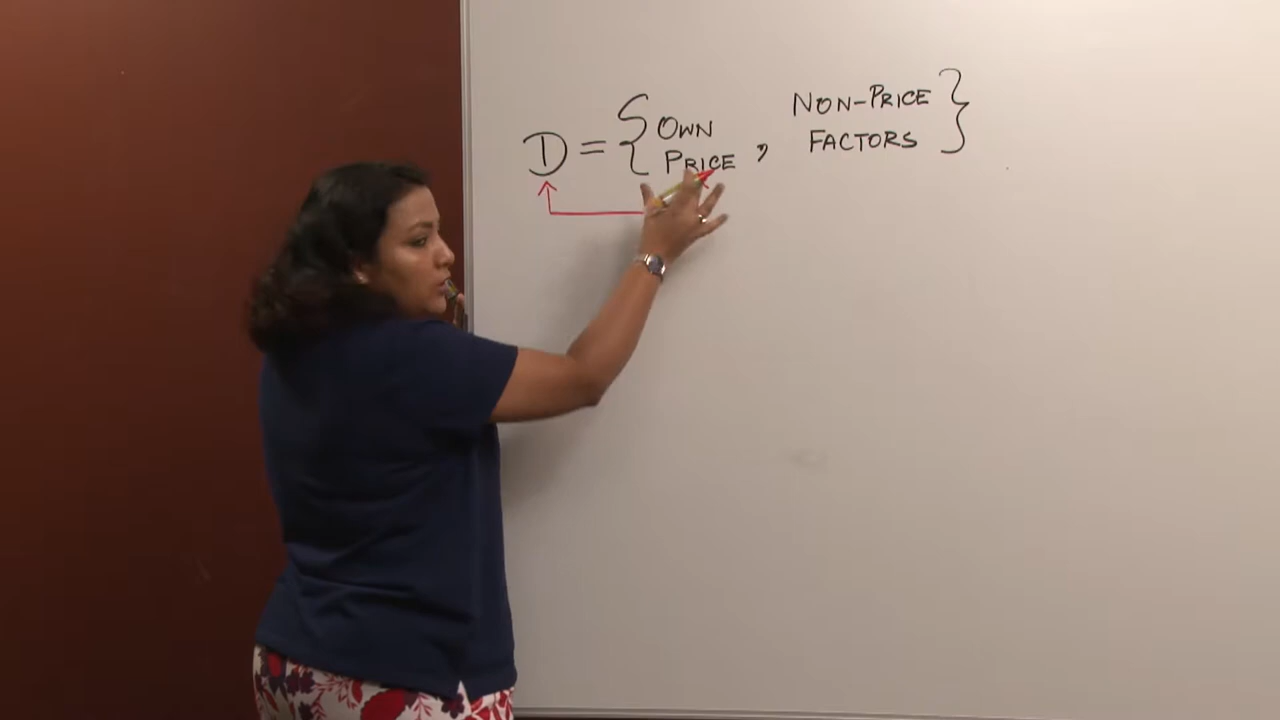 D = { OWN PRICE , NON-PRICE FACTORS }